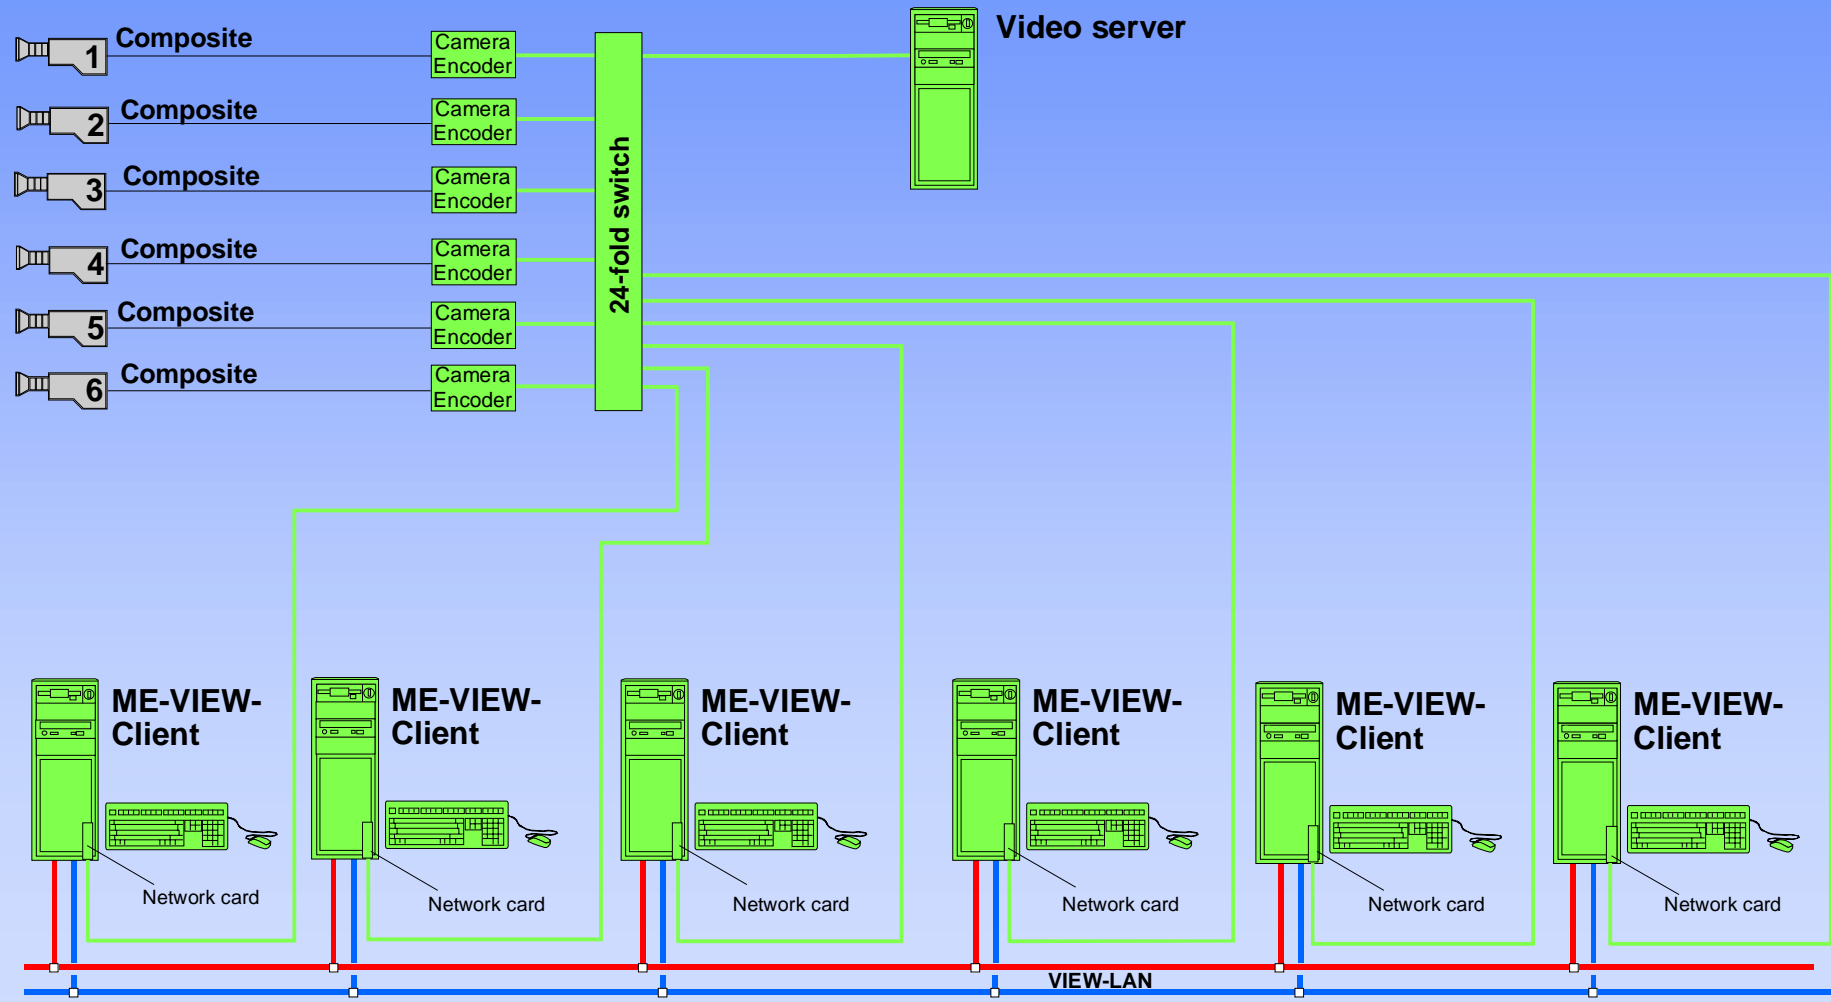 Video server
1
Composite
Camera
Encoder
2
Composite
Camera
Encoder
3
Composite
Camera
Encoder
4
Composite
Camera
Encoder
5
Composite
Camera
Encoder
6
Composite
Camera
Encoder
24-fold switch
ME-VIEW-
Client
Network card
ME-VIEW-
Client
Network card
ME-VIEW-
Client
Network card
ME-VIEW-
Client
Network card
ME-VIEW-
Client
Network card
ME-VIEW-
Client
Network card
VIEW-LAN